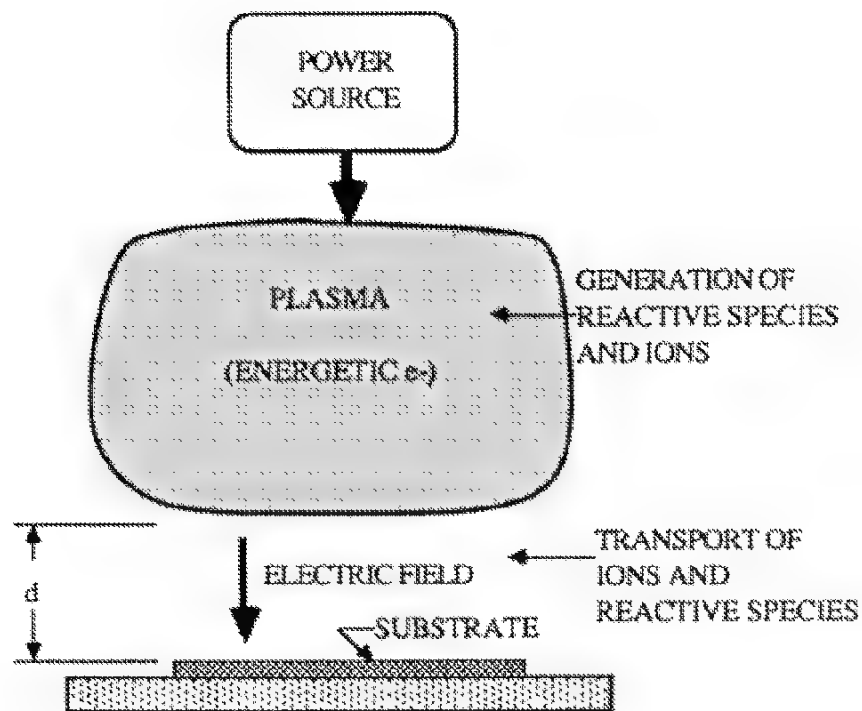 POWER
SOURCE
PLASMA
(ENERGETIC e-)
GENERATION OF
REACTIVE SPECIES
AND IONS
d
ELECTRIC FIELD
TRANSPORT OF
IONS AND
REACTIVE SPECIES
SUBSTRATE